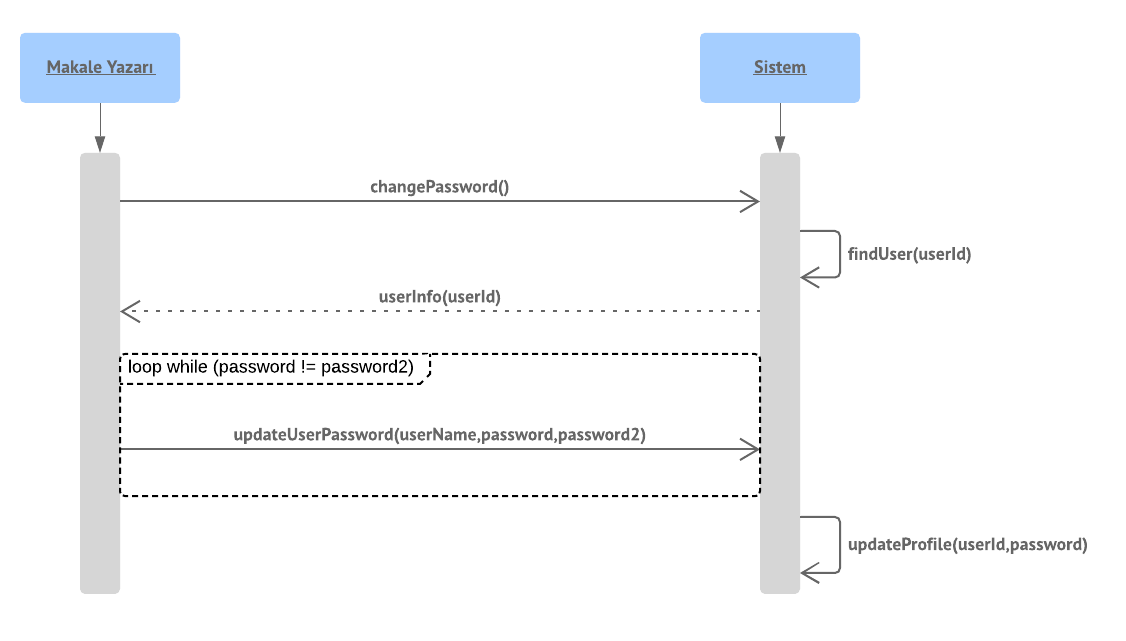 Makale Yazarı
Sistem
changePassword()
findUser(userId)
userInfo(userId)
loop while (password != password2)
updateUserPassword(userName,password,password2)
updateProfile(userId,password)